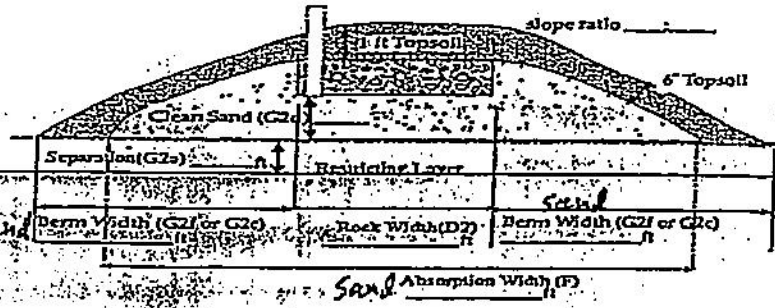 slope ratio
1 ft Topsoil
6" Topsoil
Clean Sand (G2d)
Separation(G2a) ft
Restricting Layer
Sand
Berm Width (G2f or G2c) Rock Width(D2) Berm Width (G2f or G2c)
ft ft ft
Sand Absorption Width (F)
ft